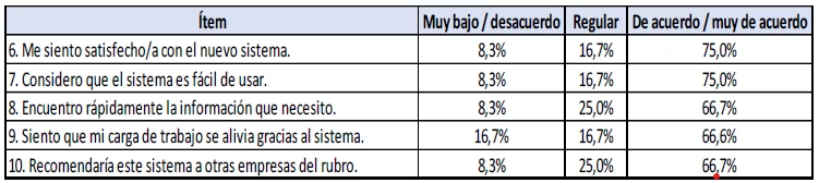 Ítem Muy bajo / desacuerdo Regular De acuerdo / muy de acuerdo
6. Me siento satisfecho/a con el nuevo sistema. 8,3% 16,7% 75,0%
7. Considero que el sistema es fácil de usar. 8,3% 16,7% 75,0%
8. Encuentro rápidamente la información que necesito. 8,3% 25,0% 66,7%
9. Siento que mi carga de trabajo se alivia gracias al sistema. 16,7% 16,7% 66,6%
10. Recomendaría este sistema a otras empresas del rubro. 8,3% 25,0% 66,7%